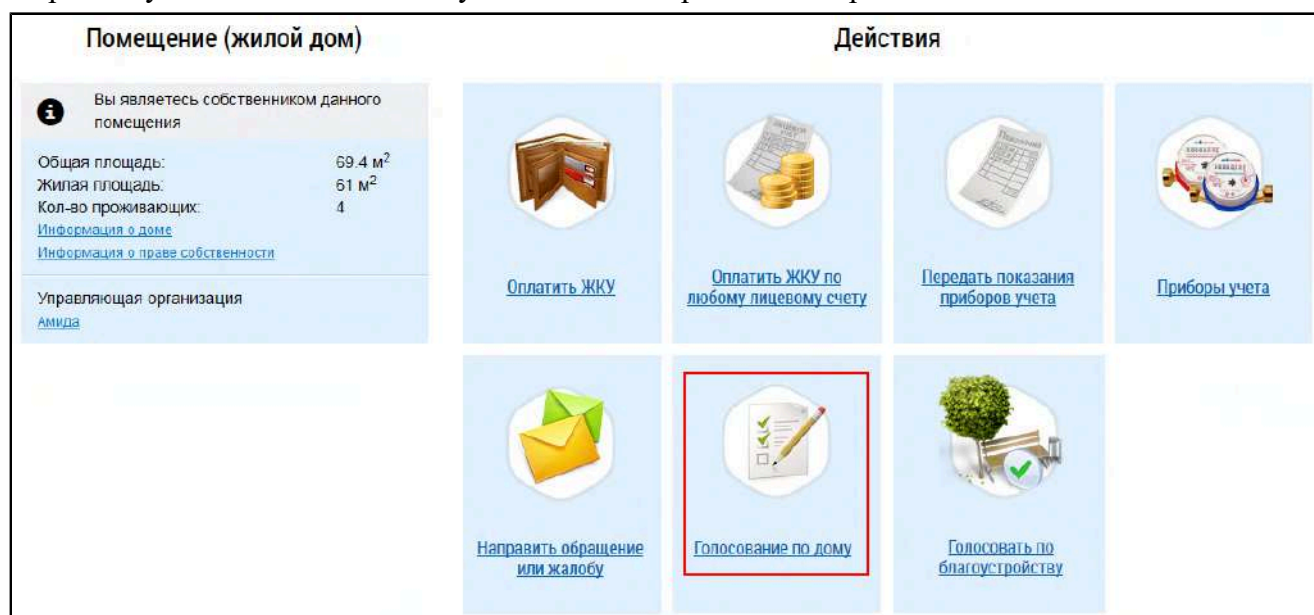 Помещение (жилой дом)
Действия
Вы являетесь собственником данного
помещения
Общая площадь: 69.4 м²
Жилая площадь: 61 м²
Кол-во проживающих: 4
Информация о доме
Информация о праве собственности
Управляющая организация
Амида
Оплатить ЖКУ
Оплатить ЖКУ по
любому лицевому счету
Передать показания
приборов учета
Приборы учета
Направить обращение
или жалобу
Голосование по дому
Голосовать по
благоустройству